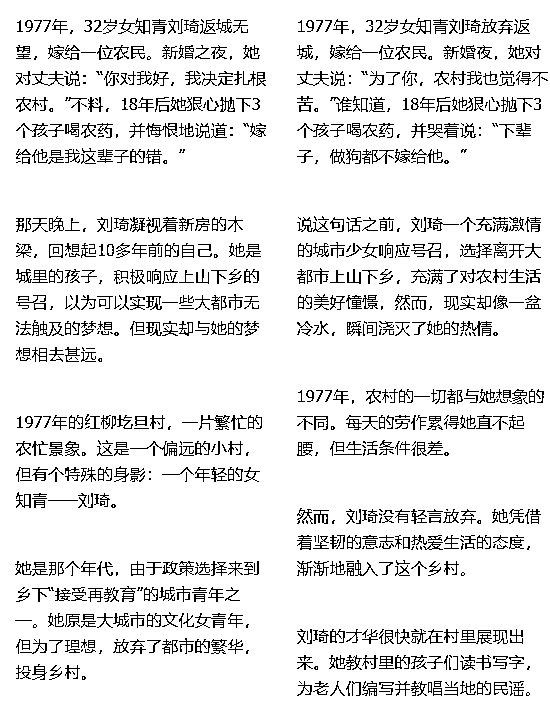 1977年，32岁女知青刘琦返城无
望，嫁给一位农民。新婚之夜，她
对丈夫说：“你对我好，我决定扎根
农村。”不料，18年后她狠心抛下3
个孩子喝农药，并悔恨地说道：“嫁
给他是我这辈子的错。”
那天晚上，刘琦凝视着新房的木
梁，回想起10多年前的自己。她是
城里的孩子，积极响应上山下乡的
号召，以为可以实现一些大都市无
法触及的梦想。但现实却与她的梦
想相去甚远。
1977年的红柳圪旦村，一片繁忙的
农忙景象。这是一个偏远的小村，
但有个特殊的身影：一个年轻的女
知青——刘琦。
她是那个年代，由于政策选择来到
乡下“接受再教育”的城市青年之
一。她原是大城市的文化女青年，
但为了理想，放弃了都市的繁华，
投身乡村。
1977年，32岁女知青刘琦放弃返
城，嫁给一位农民。新婚夜，她对
丈夫说：“为了你，农村我也觉得不
苦。”谁知道，18年后她狠心抛下3
个孩子喝农药，并哭着说：“下辈
子，做狗都不嫁给他。”
说这句话之前，刘琦一个充满激情
的城市少女响应号召，选择离开大
都市上山下乡，充满了对农村生活
的美好憧憬，然而，现实却像一盆
冷水，瞬间浇灭了她的热情。
1977年，农村的一切都与她想象的
不同。每天的劳作累得她直不起
腰，但生活条件很差。
然而，刘琦没有轻言放弃。她凭借
着坚韧的意志和热爱生活的态度，
渐渐地融入了这个乡村。
刘琦的才华很快就在村里展现出
来。她教村里的孩子们读书写字，
为老人们编写并教唱当地的民谣。